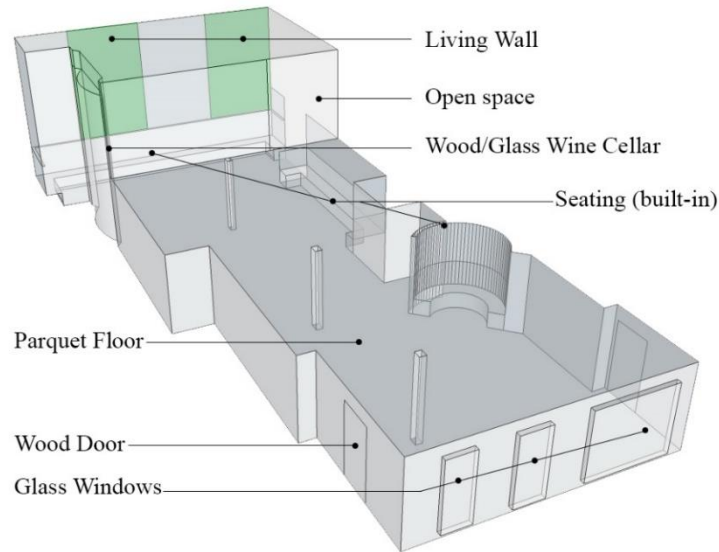 Living Wall
Open space
Wood/Glass Wine Cellar
Seating (built-in)
Parquet Floor
Wood Door
Glass Windows